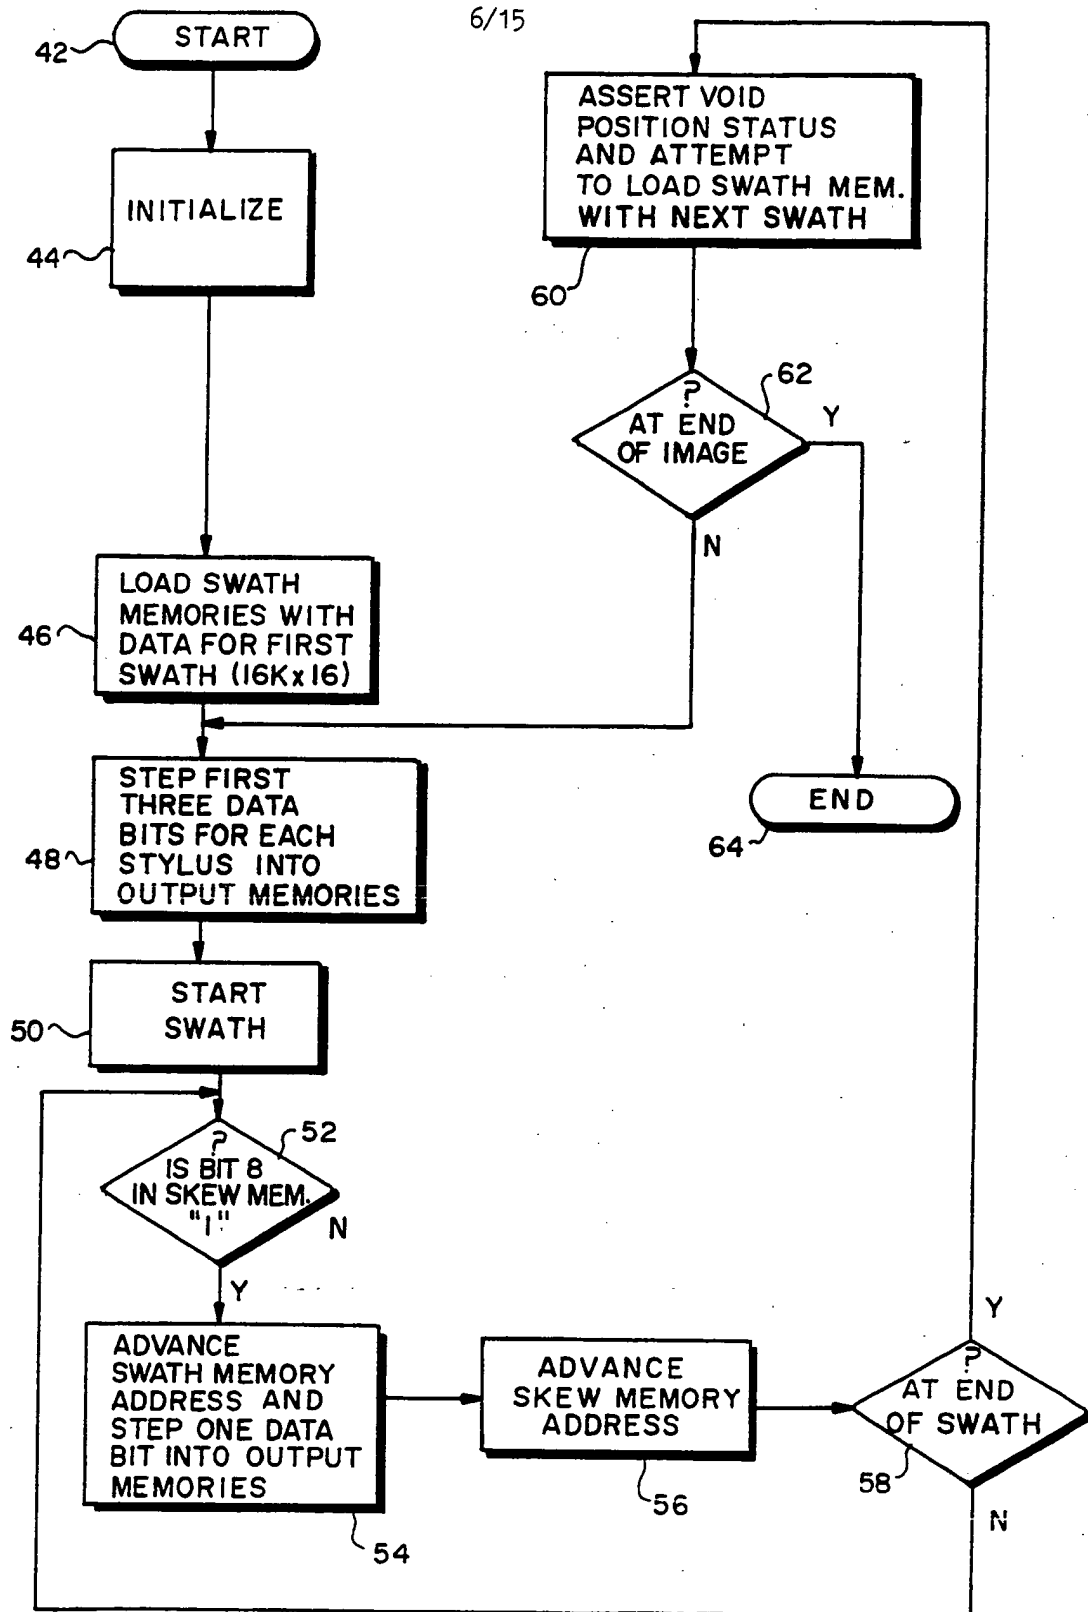 6/15
START
42
INITIALIZE
44
LOAD SWATH
MEMORIES WITH
DATA FOR FIRST
SWATH (16K x 16)
46
STEP FIRST
THREE DATA
BITS FOR EACH
STYLUS INTO
OUTPUT MEMORIES
48
START
SWATH
50
?
IS BIT 8
IN SKEW MEM.
"1"
52
N
Y
ADVANCE
SWATH MEMORY
ADDRESS AND
STEP ONE DATA
BIT INTO OUTPUT
MEMORIES
54
ADVANCE
SKEW MEMORY
ADDRESS
56
?
AT END
OF SWATH
58
Y
N
ASSERT VOID
POSITION STATUS
AND ATTEMPT
TO LOAD SWATH MEM.
WITH NEXT SWATH
60
?
AT END
OF IMAGE
62
Y
N
END
64